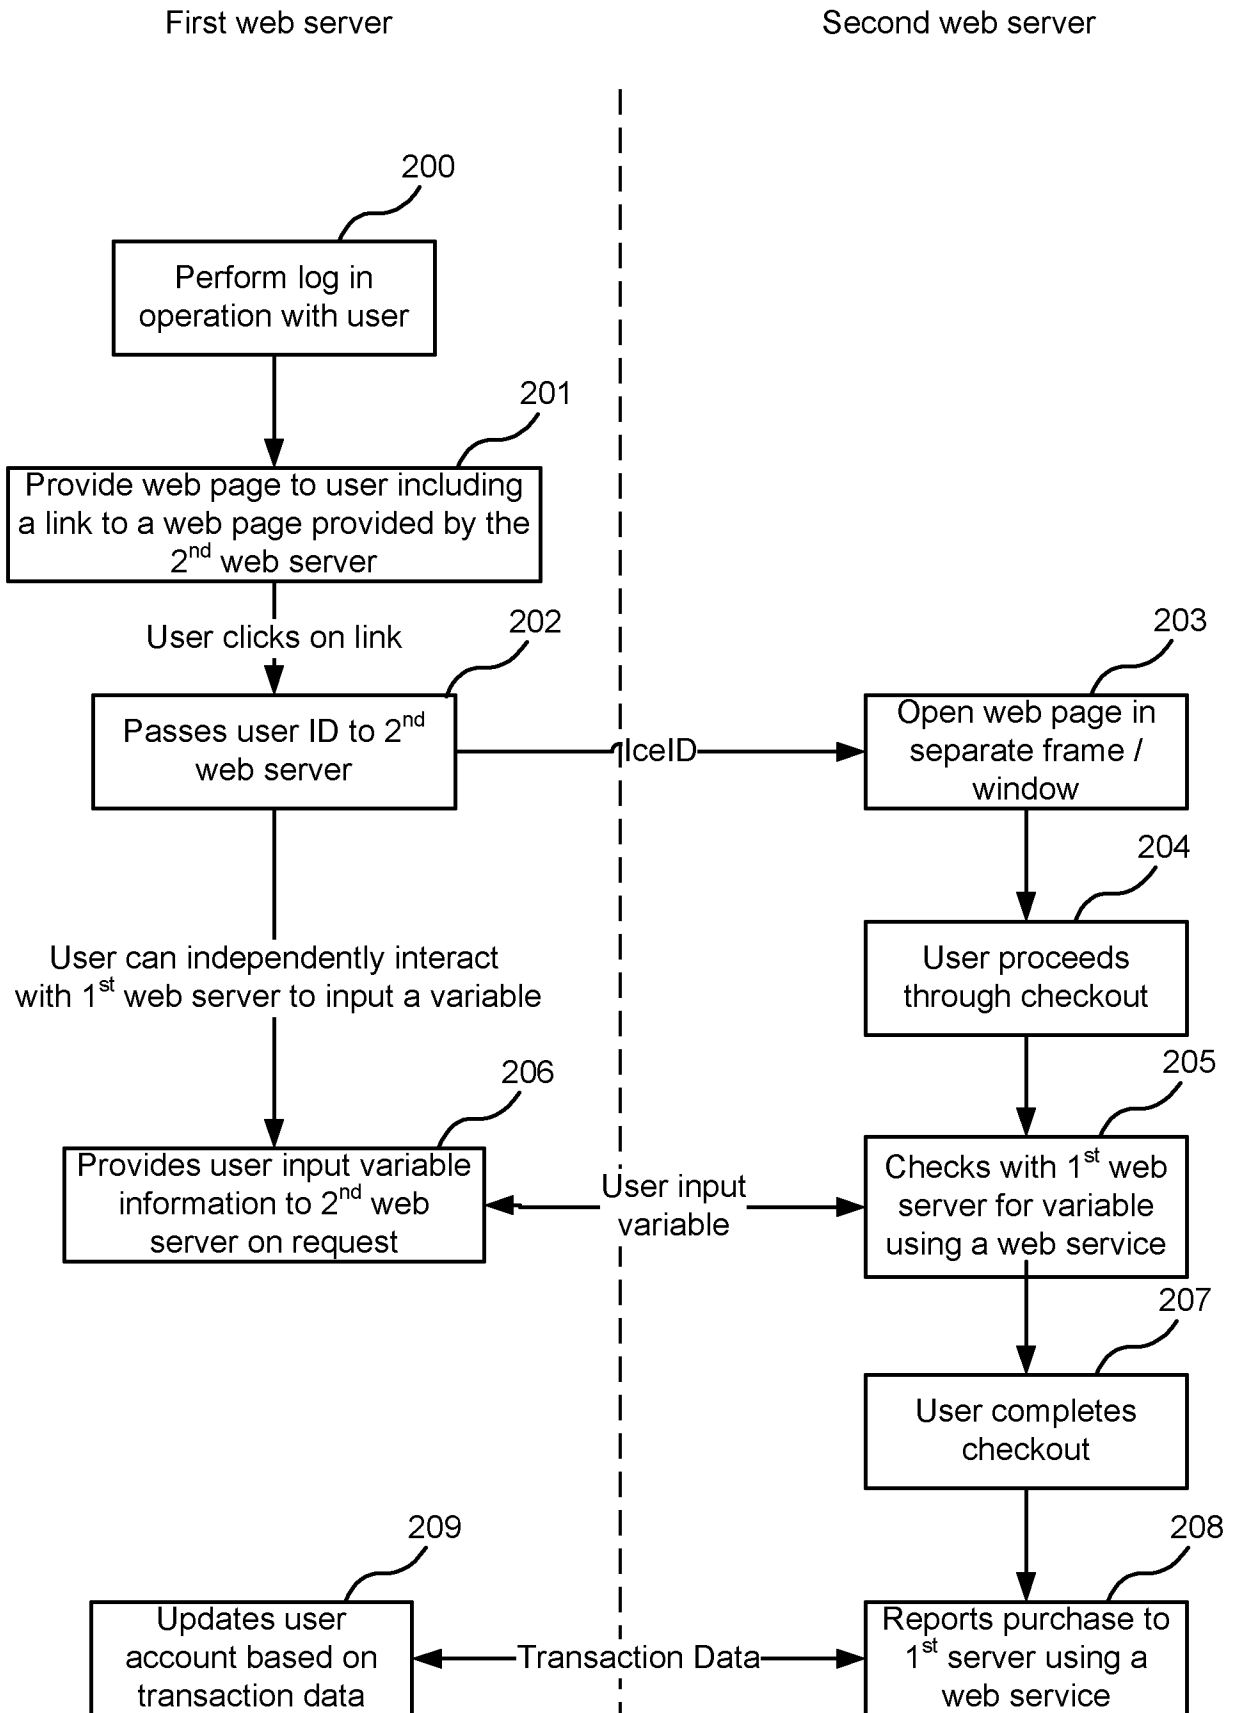 First web server
Second web server
200
Perform log in
operation with user
201
Provide web page to user including
a link to a web page provided by the
2nd web server
User clicks on link
202
Passes user ID to 2nd
web server
IceID
203
Open web page in
separate frame /
window
204
User proceeds
through checkout
User can independently interact
with 1st web server to input a variable
205
Checks with 1st web
server for variable
using a web service
206
Provides user input variable
information to 2nd web
server on request
User input
variable
207
User completes
checkout
208
Reports purchase to
1st server using a
web service
Transaction Data
209
Updates user
account based on
transaction data